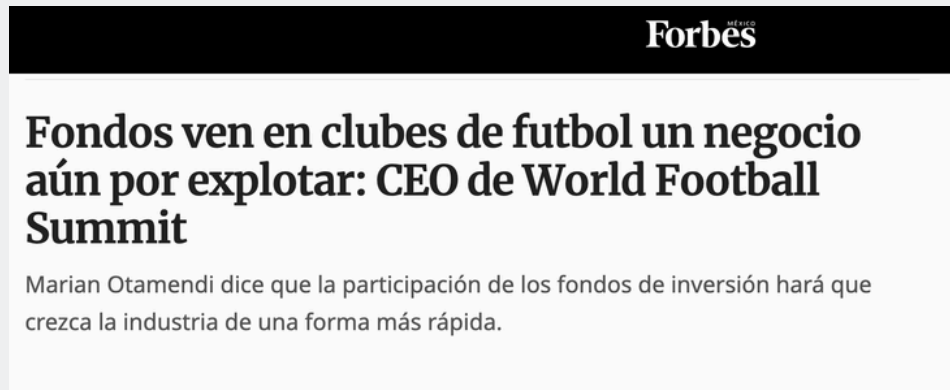 Forbes
MÉXICO
Fondos ven en clubes de futbol un negocio
aún por explotar: CEO de World Football
Summit
Marian Otamendi dice que la participación de los fondos de inversión hará que
crezca la industria de una forma más rápida.